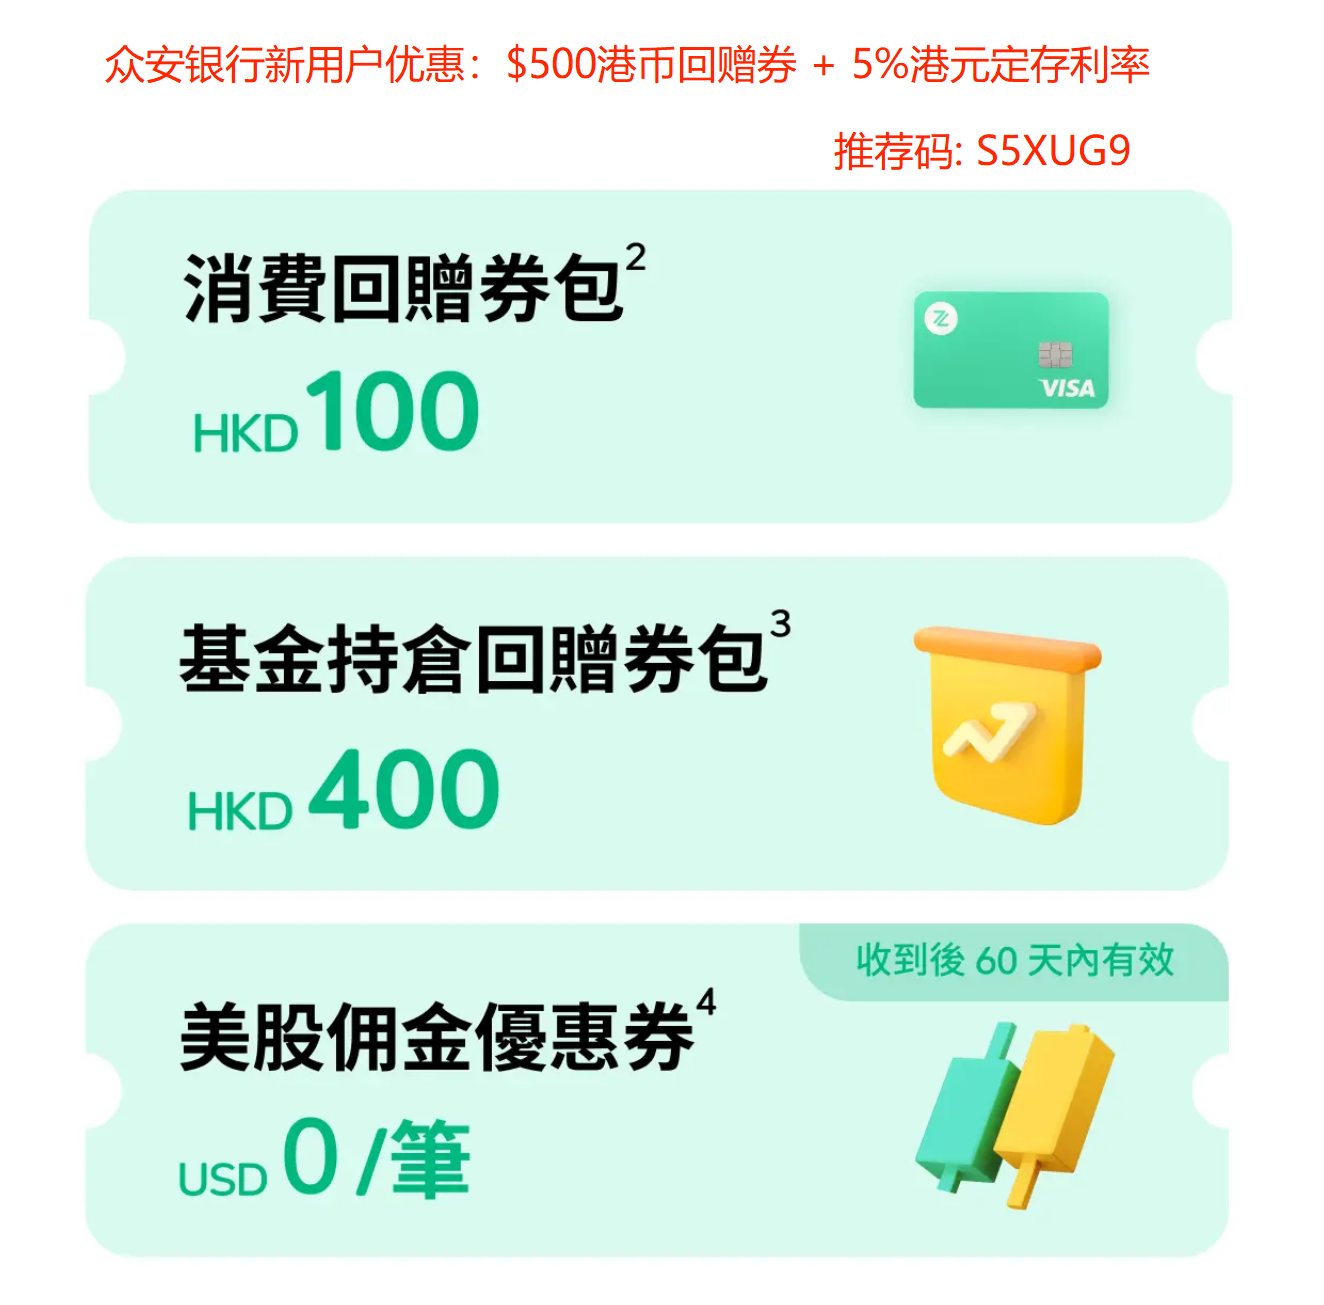 众安银行新用户优惠：$500港币回赠券 + 5%港元定存利率
推荐码: S5XUG9
消費回贈券包2
HKD 100
VISA
基金持倉回贈券包3
HKD 400
收到後 60 天內有效
美股佣金優惠券4
USD 0 /筆